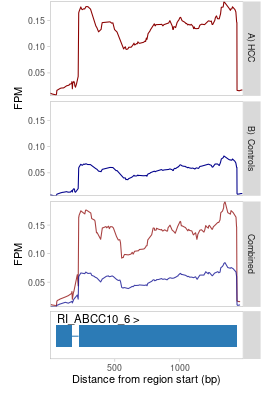 0.15
0.10
0.05
A) HCC
FPM
0.15
0.10
0.05
B): Controls
0.15
0.10
0.05
FPM
Combined
RI_ABCC10_6 >
500
1000
Distance from region start (bp)